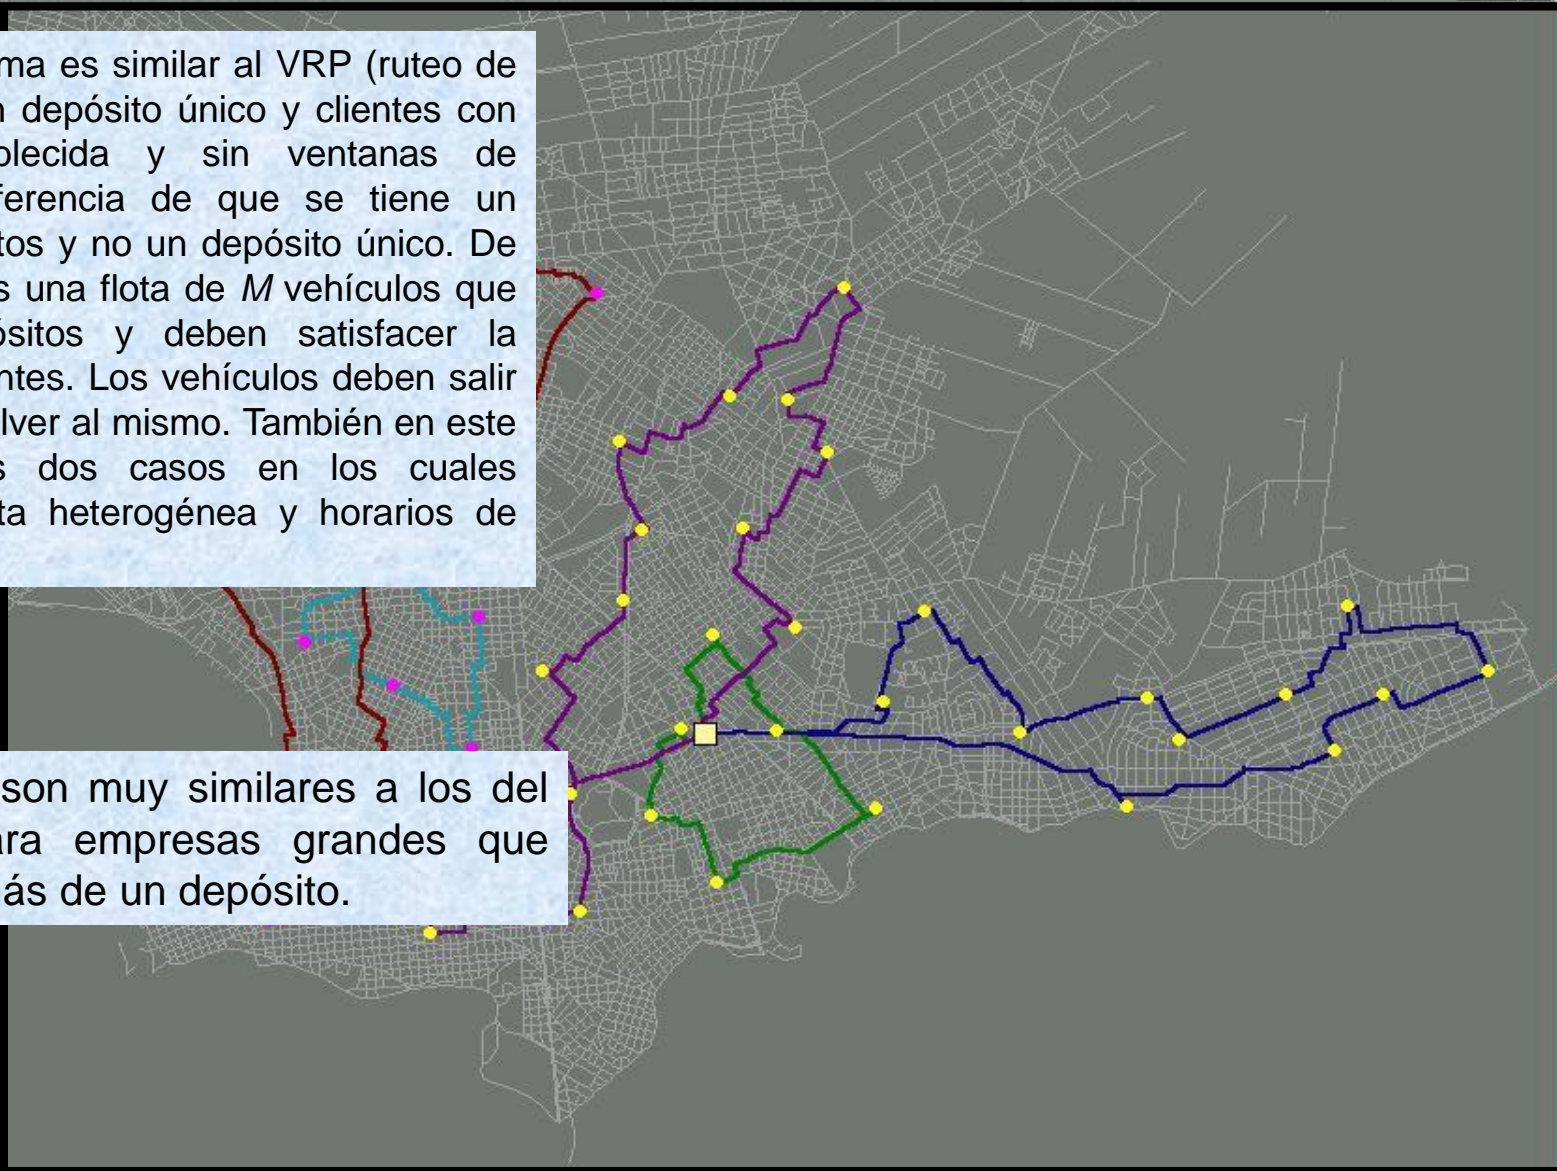 ma es similar al VRP (ruteo de
n depósito único y clientes con
blecida y sin ventanas de
ferencia de que se tiene un
tos y no un depósito único. De
s una flota de M vehículos que
ósitos y deben satisfacer la
ntes. Los vehículos deben salir
lver al mismo. También en este
s dos casos en los cuales
ta heterogénea y horarios de
son muy similares a los del
ara empresas grandes que
ás de un depósito.